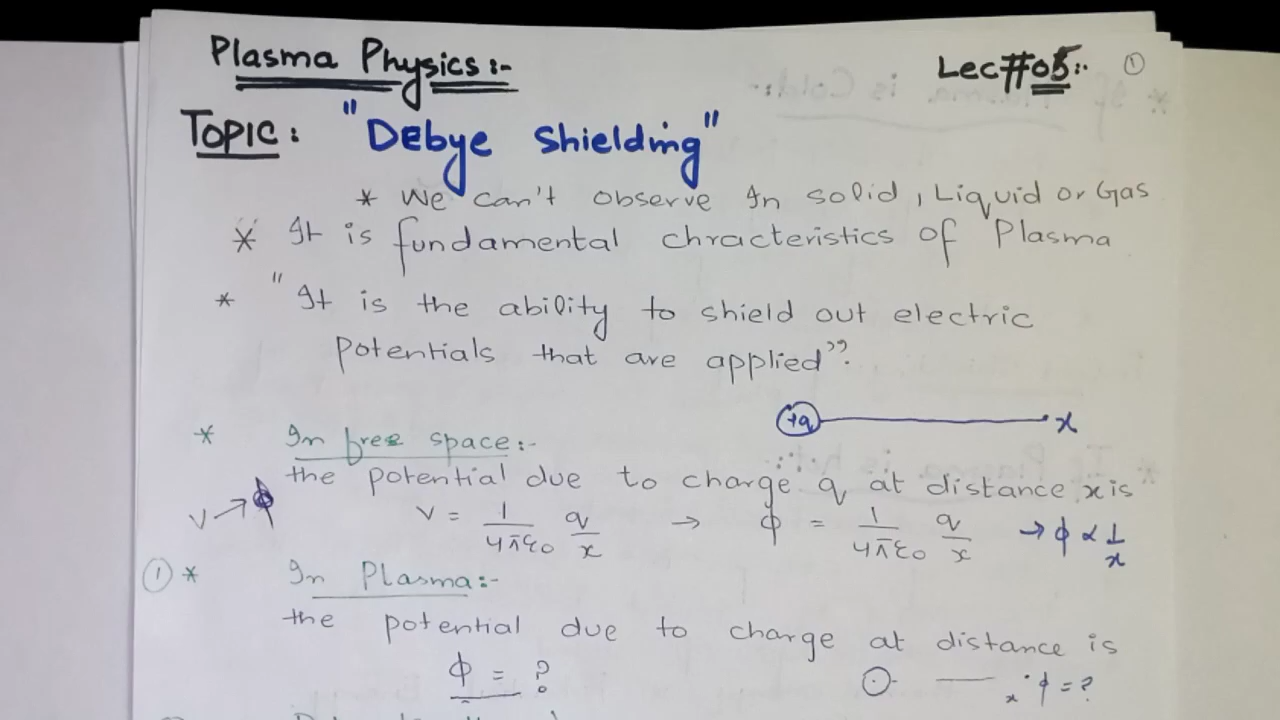 Plasma Physics:- Lec#05:- ①
Topic: "Debye Shielding"
* We can't observe In solid, Liquid or Gas
* It is fundamental chracteristics of Plasma
* "It is the ability to shield out electric
potentials that are applied".
+q x
* In free space:-
the potential due to charge q at distance x is
V → ϕ V = 1/4πε₀ q/x → ϕ = 1/4πε₀ q/x → ϕ ∝ 1/x
① * In Plasma:-
the potential due to charge at distance is
ϕ = ? x ϕ = ?